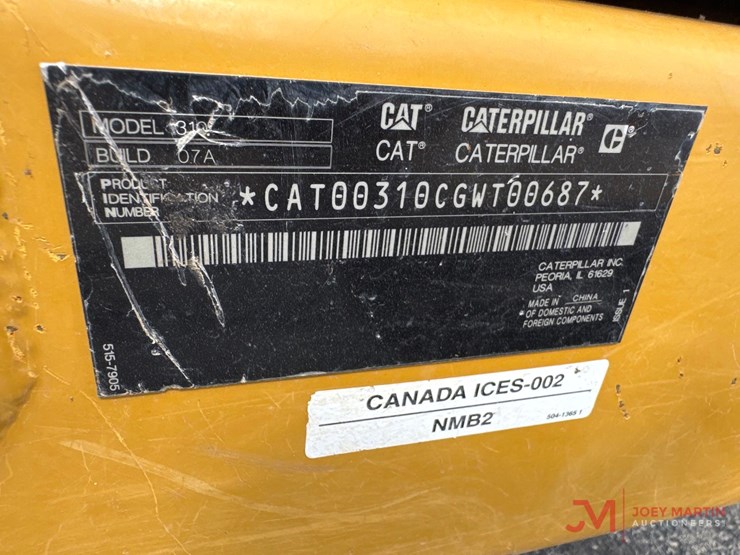 MODEL 310
BUILD 07A
CAT® CATERPILLAR®
CAT® CATERPILLAR®
PRODUCT
IDENTIFICATION
NUMBER
*CAT00310CGWT00687*
CATERPILLAR INC.
PEORIA, IL 61629
USA
MADE IN CHINA
*OF DOMESTIC AND
FOREIGN COMPONENTS
ISSUE 1
515-7905
CANADA ICES-002
NMB2
504-1365 1
JM JOEY MARTIN
AUCTIONEERS